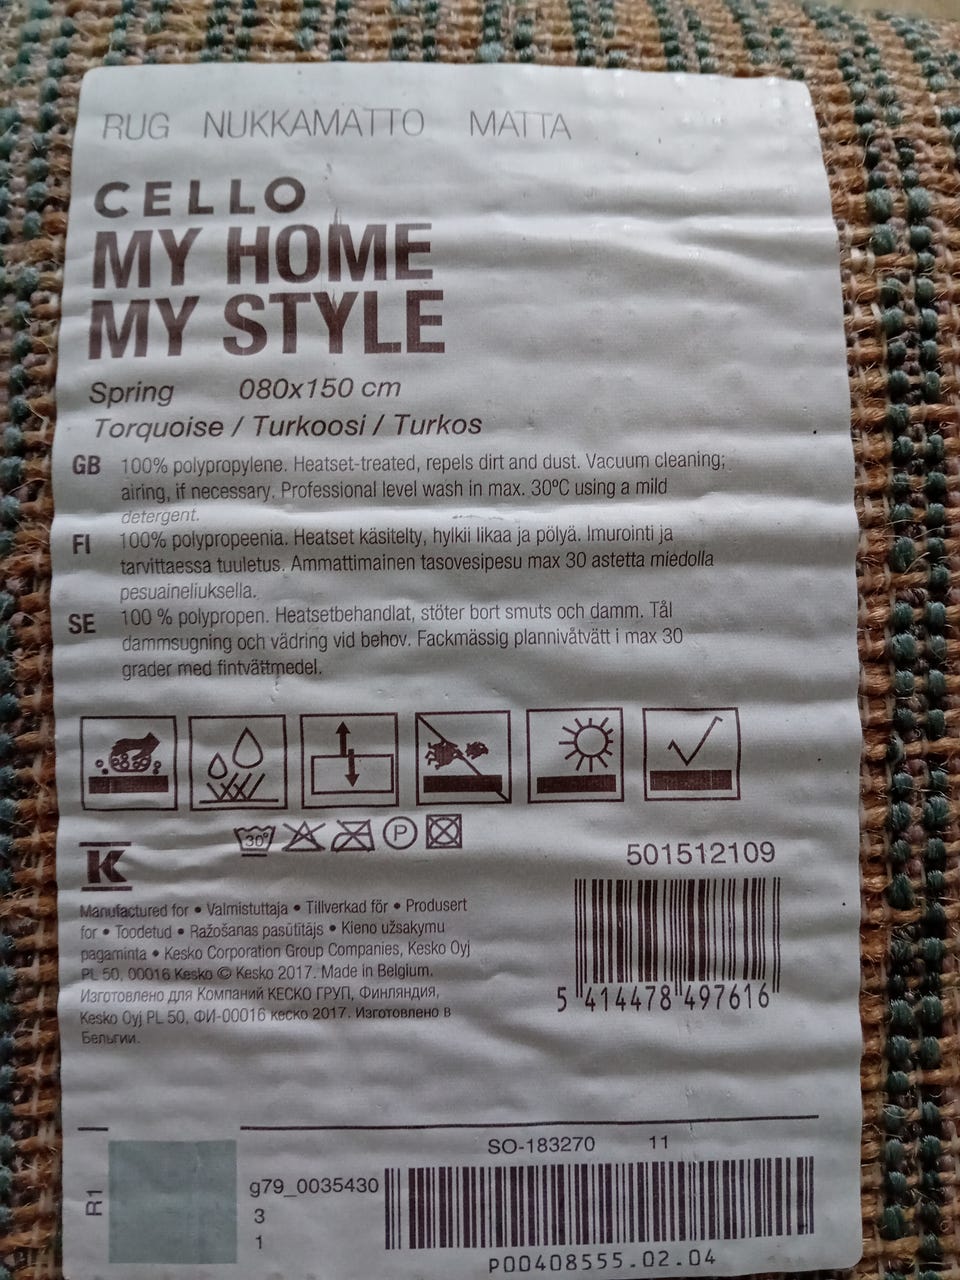 RUG NUKKAMATTO MATTA
CELLO
MY HOME
MY STYLE
Spring 080x150 cm
Torquoise / Turkoosi / Turkos
GB 100% polypropylene. Heatset-treated, repels dirt and dust. Vacuum cleaning;
airing, if necessary. Professional level wash in max. 30ºC using a mild
detergent.
FI 100% polypropeenia. Heatset käsitelty, hylkii likaa ja pölyä. Imurointi ja
tarvittaessa tuuletus. Ammattimainen tasovesipesu max 30 astetta miedolla
pesuaineliuksella.
SE 100 % polypropen. Heatsetbehandlat, stöter bort smuts och damm. Tål
dammsugning och vädring vid behov. Fackmässig plannivåtvätt i max 30
grader med fintvättmedel.
30° P
K
501512109
Manufactured for • Valmistuttaja • Tillverkad för • Produsert
for • Toodetud • Ražošanas pasūtītājs • Kieno užsakymu
pagaminta • Kesko Corporation Group Companies, Kesko Oyj
PL 50, 00016 Kesko © Kesko 2017. Made in Belgium.
Изготовлено для Компаний КЕСКО ГРУП, Финляндия,
Kesko Oyj PL 50, ФИ-00016 кеско 2017. Изготовлено в
Бельгии.
5 414478 497616
SO-183270 11
R1
g79_0035430
3
1
P00408555.02.04